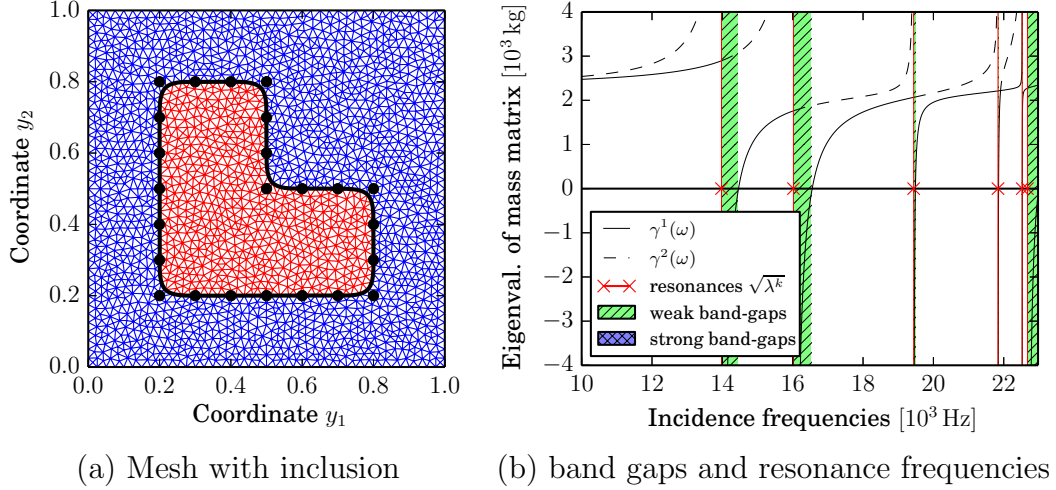 1.0
0.8
0.6
0.4
0.2
0.0
Coordinate y₂
0.0 0.2 0.4 0.6 0.8 1.0
Coordinate y₁
(a) Mesh with inclusion
4
3
2
1
0
−1
−2
−3
−4
Eigenval. of mass matrix [10³ kg]
γ¹(ω)
γ²(ω)
resonances √λᵏ
weak band-gaps
strong band-gaps
10 12 14 16 18 20 22
Incidence frequencies [10³ Hz]
(b) band gaps and resonance frequencies